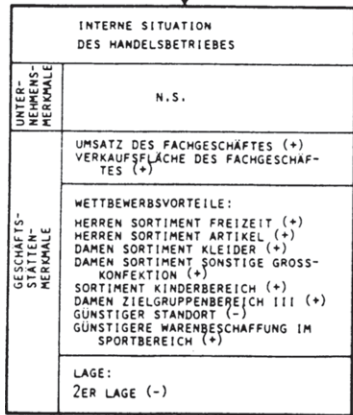 INTERNE SITUATION
DES HANDELSBETRIEBES
UNTER-
NEHMENS-
MERKMALE
N.S.
GESCHÄFTS-
STÄTTEN-
MERKMALE
UMSATZ DES FACHGESCHÄFTES (+)
VERKAUFSFLÄCHE DES FACHGESCHÄF-
TES (+)
WETTBEWERBSVORTEILE:
HERREN SORTIMENT FREIZEIT (+)
HERREN SORTIMENT ARTIKEL (+)
DAMEN SORTIMENT KLEIDER (+)
DAMEN SORTIMENT SONSTIGE GROSS-
KONFEKTION (+)
SORTIMENT KINDERBEREICH (+)
DAMEN ZIELGRUPPENBEREICH III (+)
GÜNSTIGER STANDORT (-)
GÜNSTIGERE WARENBESCHAFFUNG IM
SPORTBEREICH (+)
LAGE:
2ER LAGE (-)